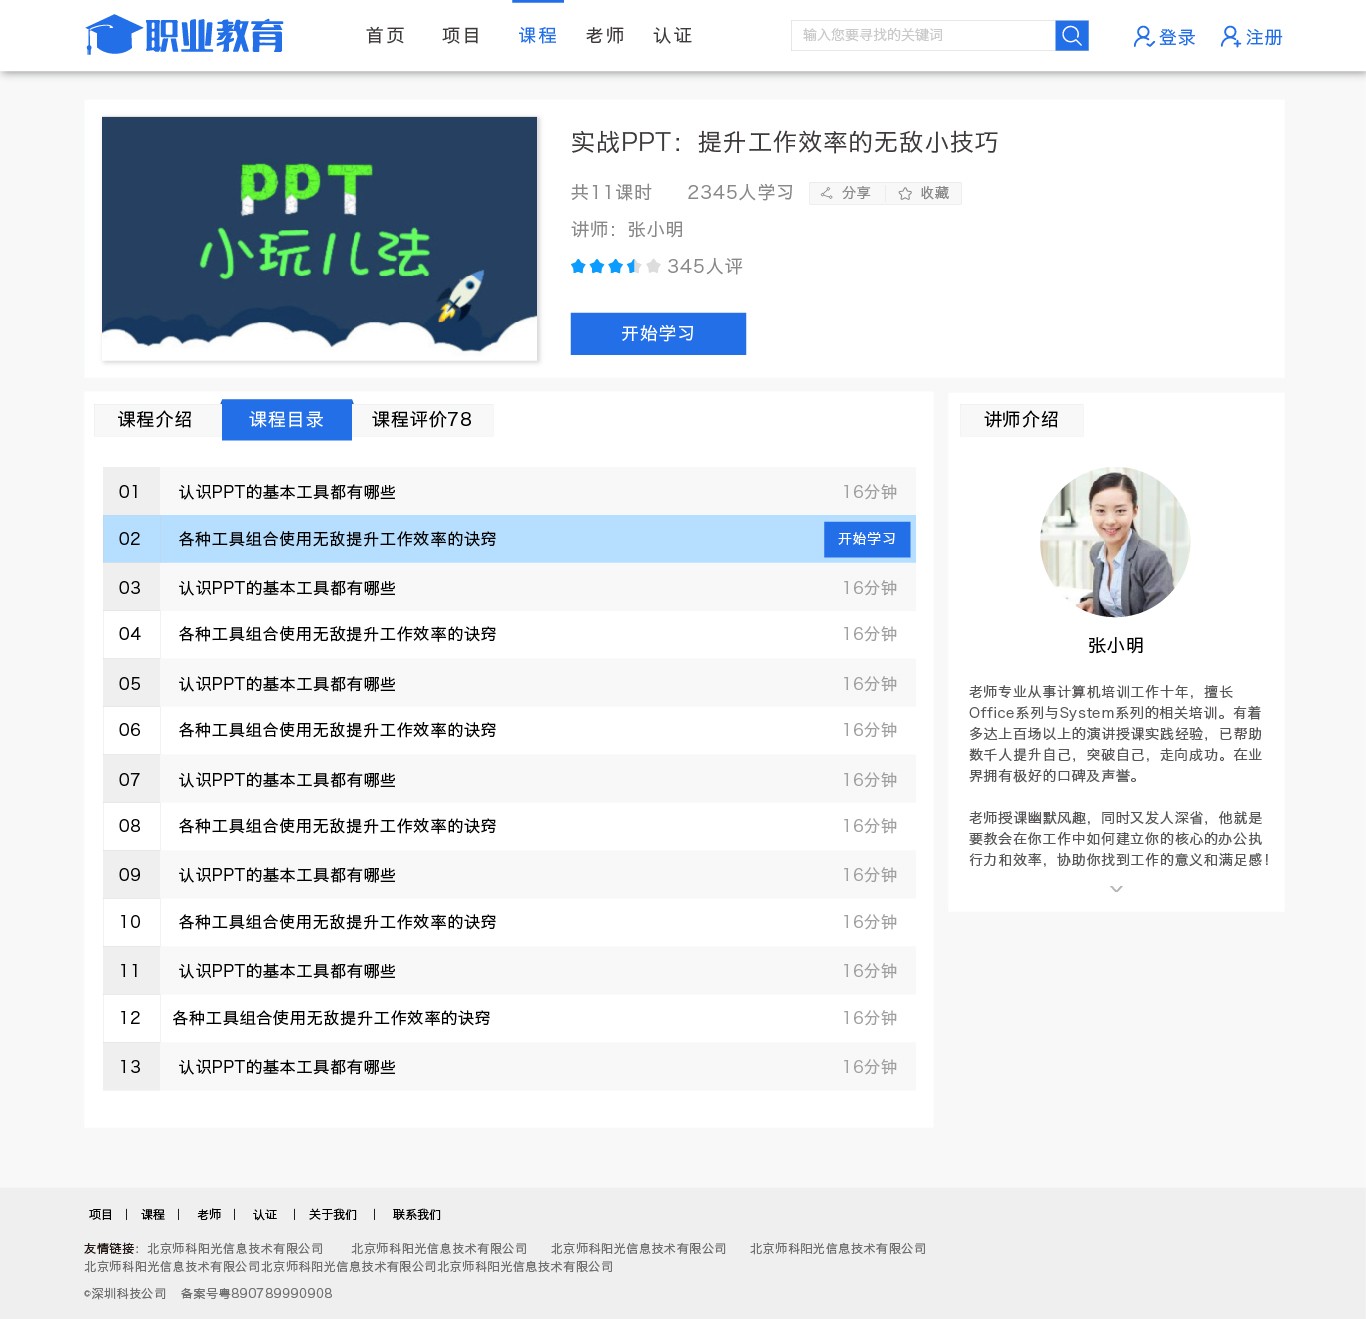 职业教育
首页 项目 课程 老师 认证
输入您要寻找的关键词
登录 注册
PPT
小玩儿法
实战PPT：提升工作效率的无敌小技巧
共11课时 2345人学习 分享 收藏
讲师：张小明
345人评
开始学习
课程介绍 课程目录 课程评价78
01 认识PPT的基本工具都有哪些 16分钟
02 各种工具组合使用无敌提升工作效率的诀窍 开始学习
03 认识PPT的基本工具都有哪些 16分钟
04 各种工具组合使用无敌提升工作效率的诀窍 16分钟
05 认识PPT的基本工具都有哪些 16分钟
06 各种工具组合使用无敌提升工作效率的诀窍 16分钟
07 认识PPT的基本工具都有哪些 16分钟
08 各种工具组合使用无敌提升工作效率的诀窍 16分钟
09 认识PPT的基本工具都有哪些 16分钟
10 各种工具组合使用无敌提升工作效率的诀窍 16分钟
11 认识PPT的基本工具都有哪些 16分钟
12 各种工具组合使用无敌提升工作效率的诀窍 16分钟
13 认识PPT的基本工具都有哪些 16分钟
讲师介绍
张小明
老师专业从事计算机培训工作十年，擅长
Office系列与System系列的相关培训。有着
多达上百场以上的演讲授课实践经验，已帮助
数千人提升自己，突破自己，走向成功。在业
界拥有极好的口碑及声誉。
老师授课幽默风趣，同时又发人深省，他就是
要教会在你工作中如何建立你的核心的办公执
行力和效率，协助你找到工作的意义和满足感！
项目 | 课程 | 老师 | 认证 | 关于我们 | 联系我们
友情链接：北京师科阳光信息技术有限公司 北京师科阳光信息技术有限公司 北京师科阳光信息技术有限公司 北京师科阳光信息技术有限公司
北京师科阳光信息技术有限公司北京师科阳光信息技术有限公司北京师科阳光信息技术有限公司
©深圳科技公司 备案号粤890789990908